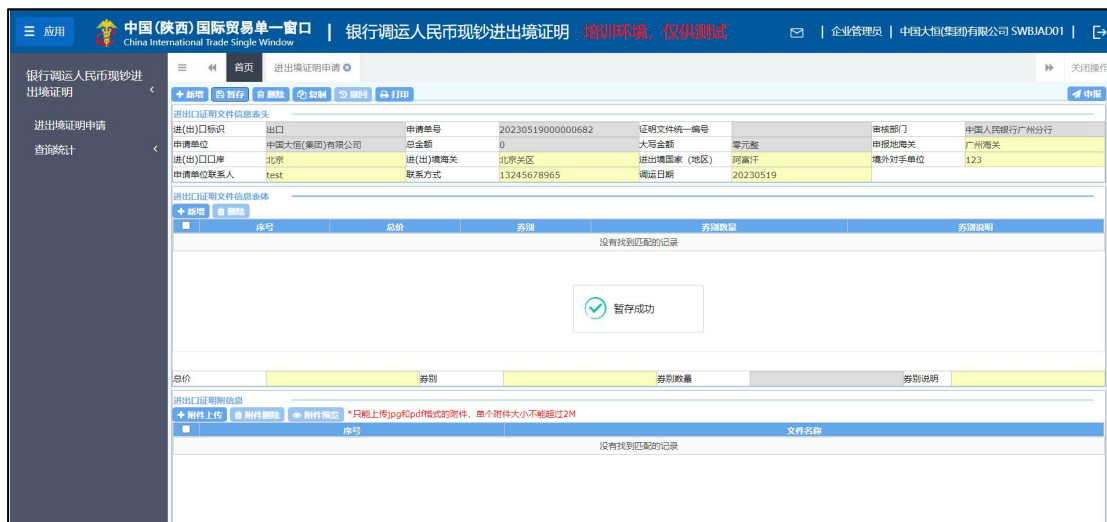 应用 中国(陕西)国际贸易单一窗口 | 银行调运人民币现钞进出境证明 培训环境，仅供测试 | 企业管理员 | 中国大恒(集团)有限公司 SWBJAD01 |
China International Trade Single Window
银行调运人民币现钞进出境证明
进出境证明申请
查询统计
首页 进出境证明申请 关闭操作
新增 暂存 删除 复制 撤回 打印 申报
进出口证明文件信息表头
进(出)口标识 出口 申请单号 20230519000000682 证明文件统一编号 审核部门 中国人民银行广州分行
申请单位 中国大恒(集团)有限公司 总金额 0 大写金额 零元整 申报地海关 广州海关
进(出)口口岸 北京 进(出)境海关 北京关区 进出境国家（地区） 阿富汗 境外对手单位 123
申请单位联系人 test 联系方式 13245678965 调运日期 20230519
进出口证明文件信息表体
新增 删除
序号 总价 券别 券别数量 券别说明
没有找到匹配的记录
暂存成功
总价 券别 券别数量 券别说明
进出口证明附信息
附件上传 附件删除 附件预览 *只能上传jpg和pdf格式的附件，单个附件大小不能超过2M
序号 文件名称
没有找到匹配的记录